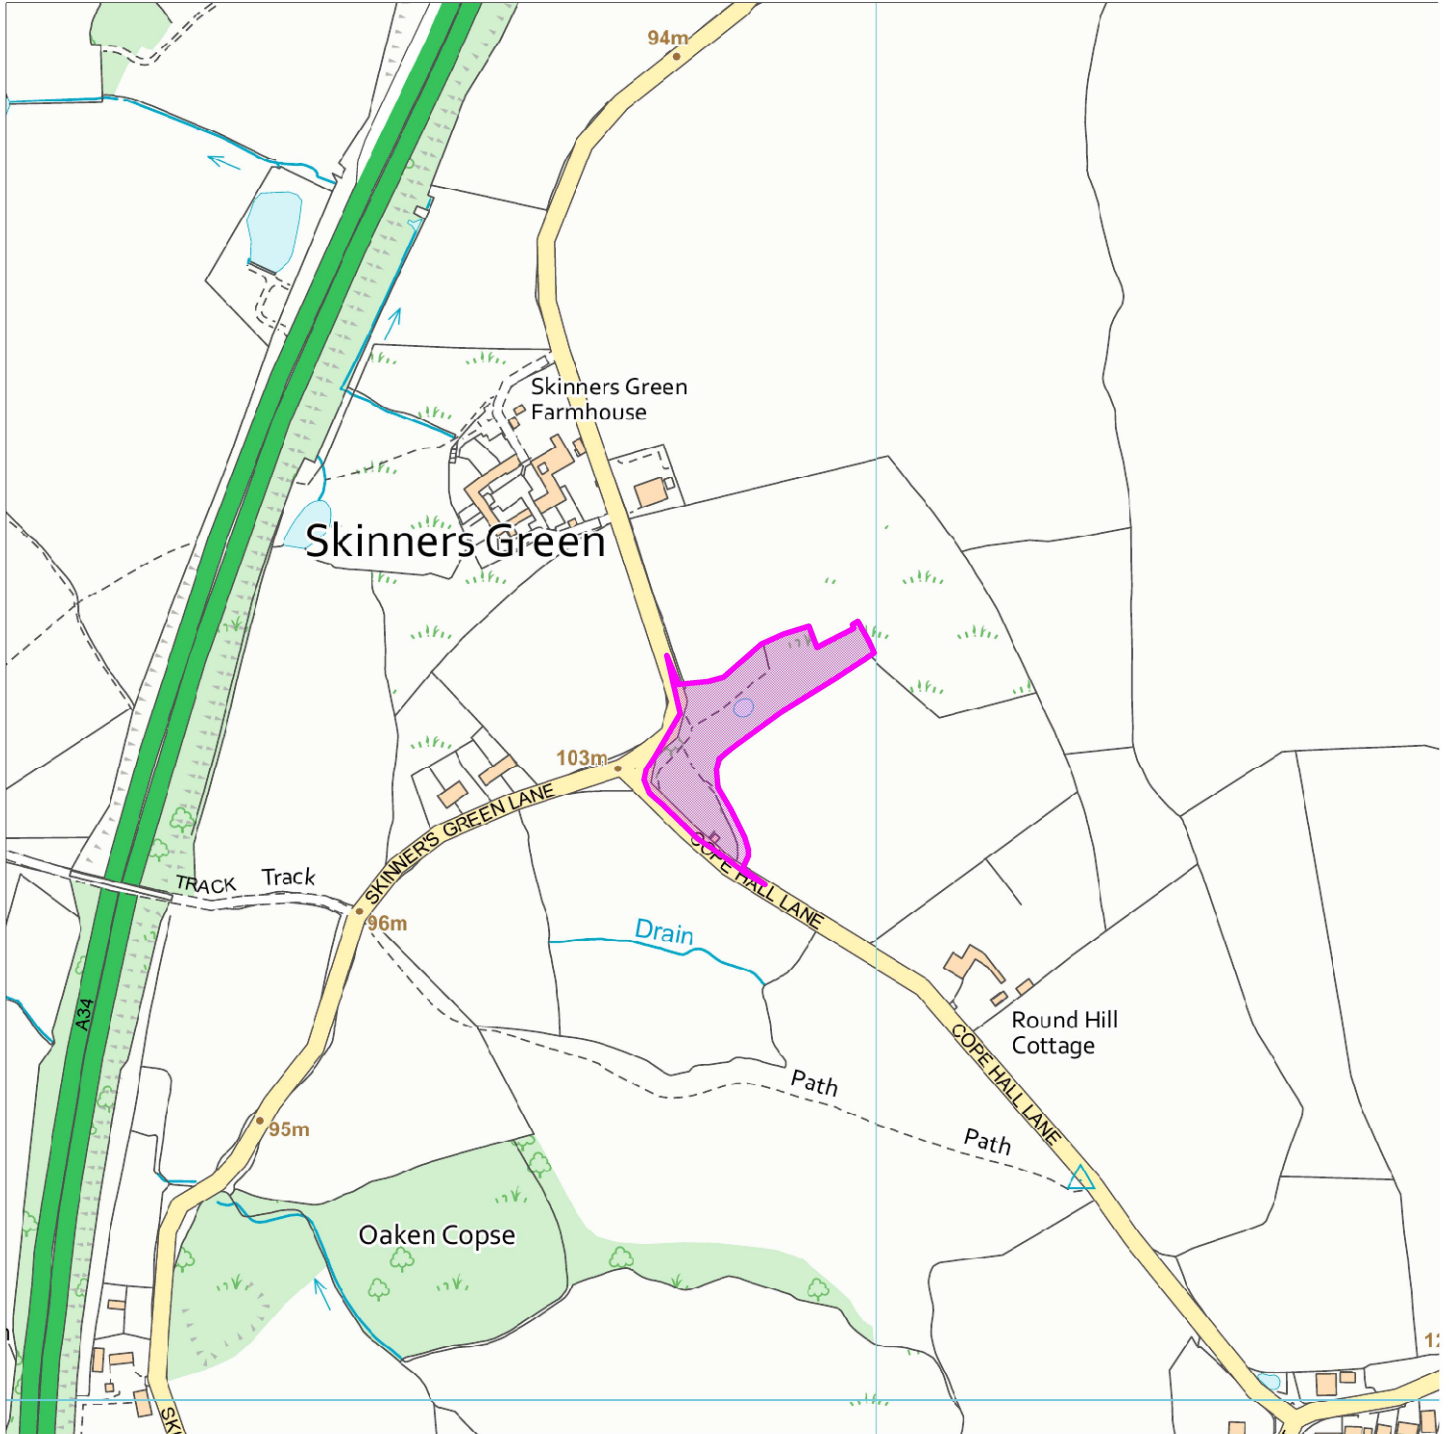 94m
Skinners Green
Farmhouse
Skinners Green
103m
SKINNER'S GREEN LANE
COPE HALL LANE
TRACK
Track
96m
Drain
A34
Round Hill
Cottage
COPE HALL LANE
Path
95m
Path
Oaken Copse